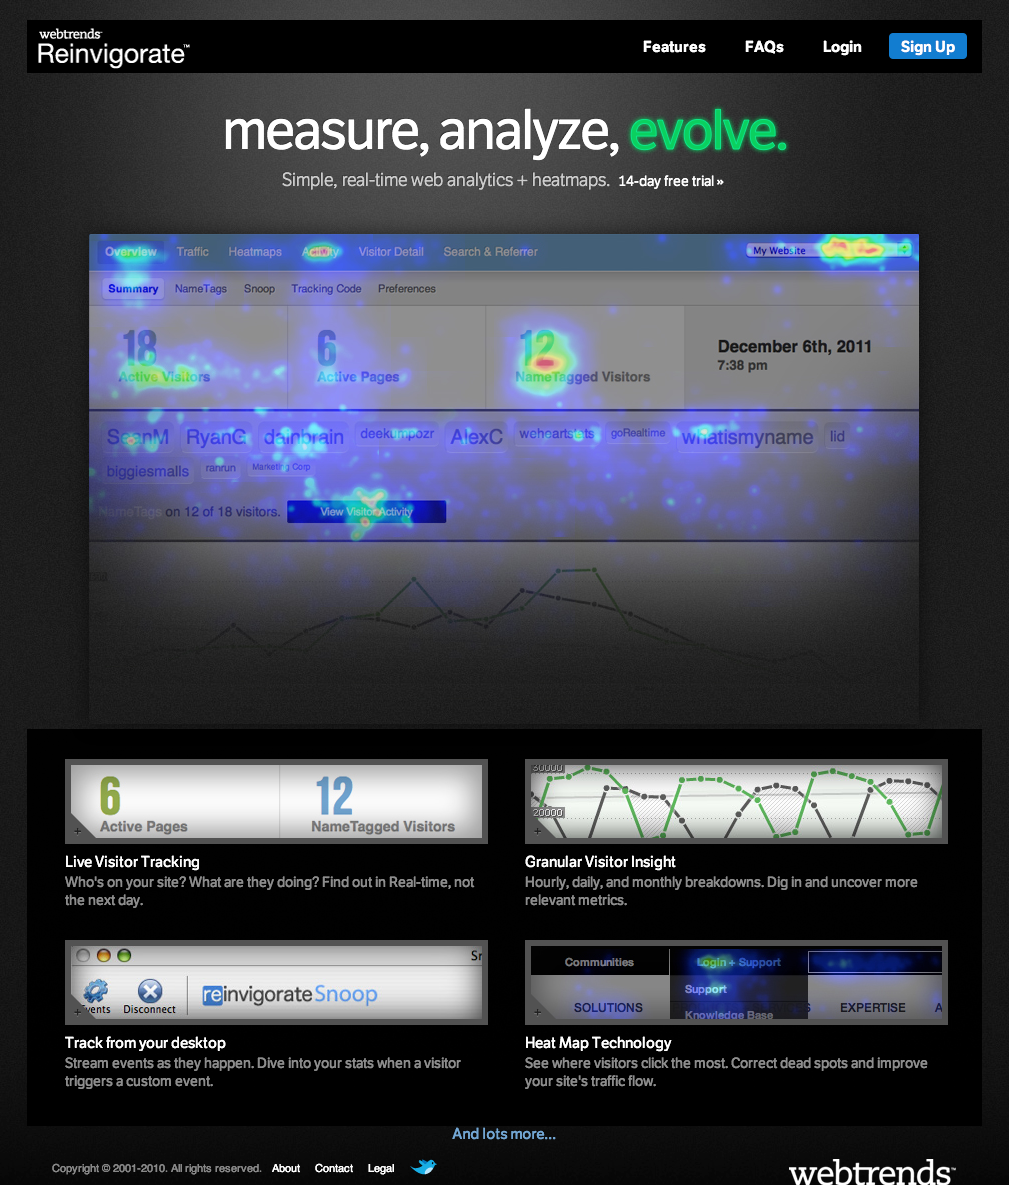 webtrends
Reinvigorate™
Features FAQs Login Sign Up
measure, analyze, evolve.
Simple, real-time web analytics + heatmaps. 14-day free trial »
Overview Traffic Heatmaps Activity Visitor Detail Search & Referrer My Website
Summary NameTags Snoop Tracking Code Preferences
18 6 12
December 6th, 2011
7:38 pm
Active Visitors Active Pages NameTagged Visitors
SeanM RyanG dainbrain deekumpozr AlexC weheartstats goRealtime whatismyname lid
biggiesmalls ranrun Marketing Corp
NameTags on 12 of 18 visitors. View Visitor Activity
6 12
Active Pages NameTagged Visitors
30000
20000
Live Visitor Tracking
Who's on your site? What are they doing? Find out in Real-time, not
the next day.
Granular Visitor Insight
Hourly, daily, and monthly breakdowns. Dig in and uncover more
relevant metrics.
Sn
reinvigorate Snoop
Events Disconnect
Communities Login + Support
Support
SOLUTIONS S EXPERTISE A
Knowledge Base
Track from your desktop
Stream events as they happen. Dive into your stats when a visitor
triggers a custom event.
Heat Map Technology
See where visitors click the most. Correct dead spots and improve
your site's traffic flow.
And lots more...
Copyright © 2001-2010. All rights reserved. About Contact Legal
webtrends™